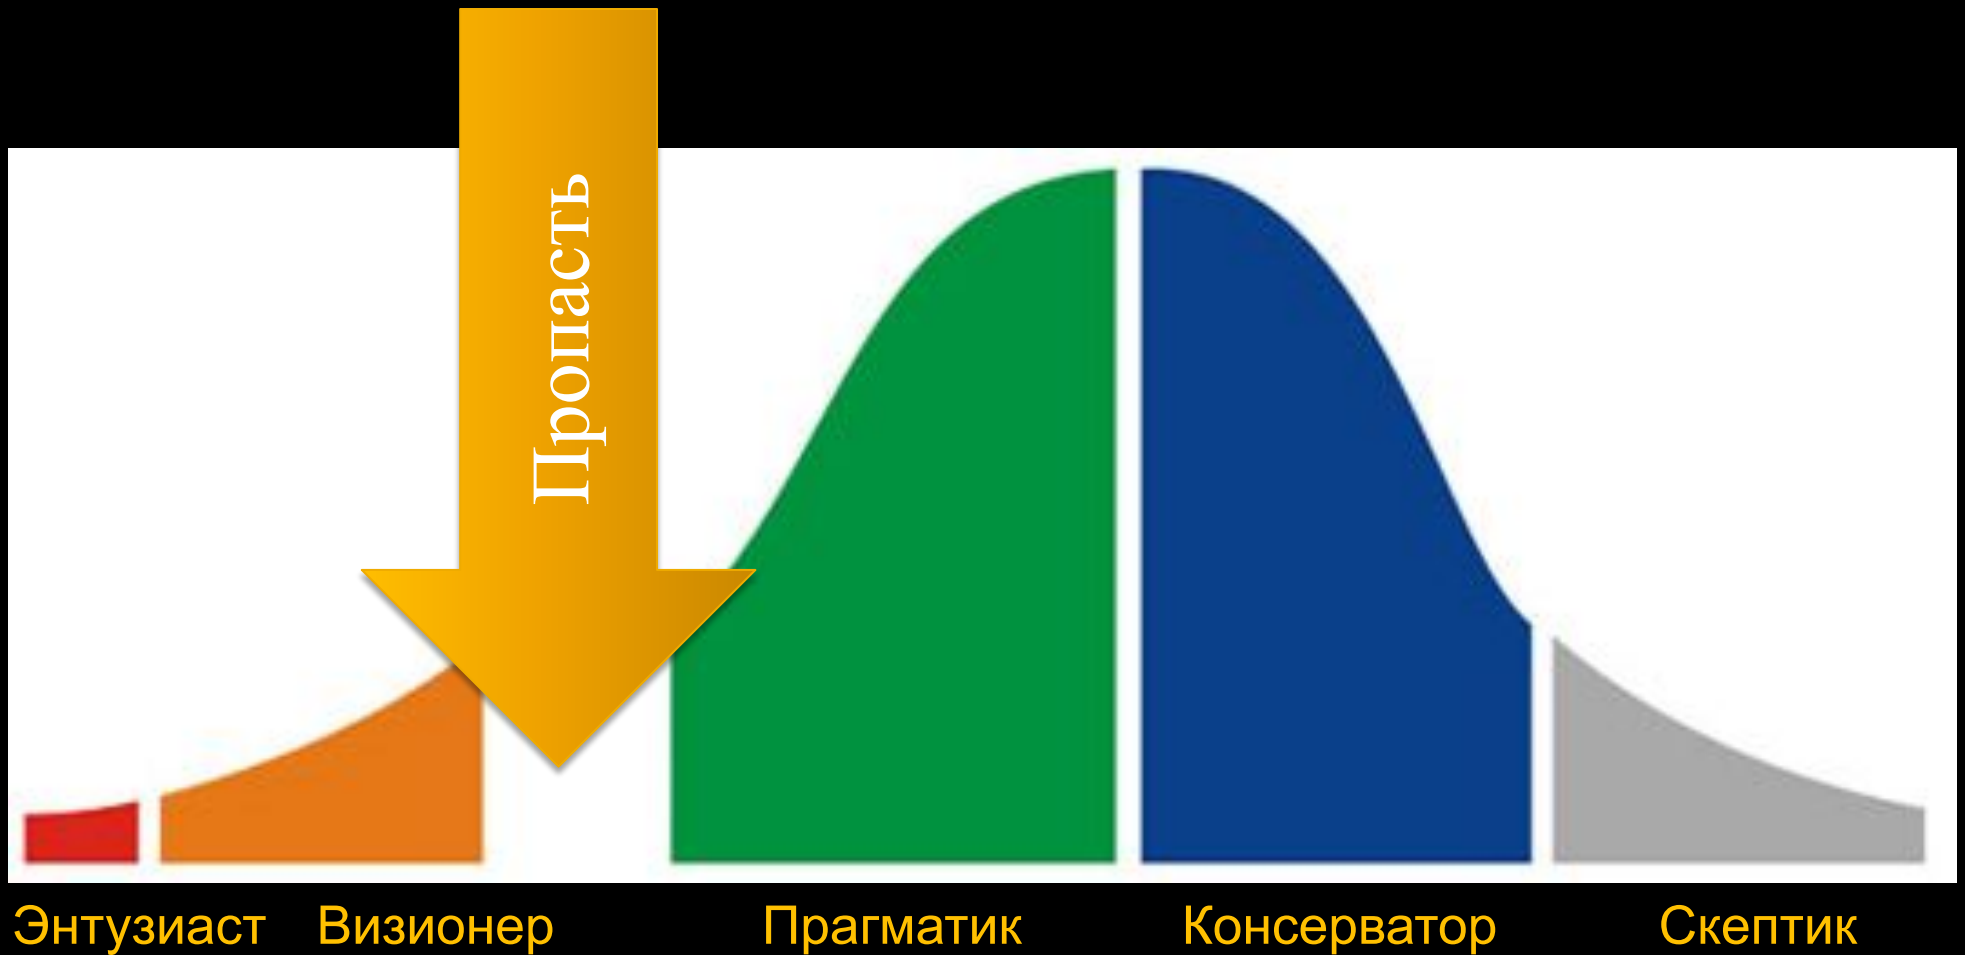 Пропасть
Энтузиаст Визионер Прагматик Консерватор Скептик